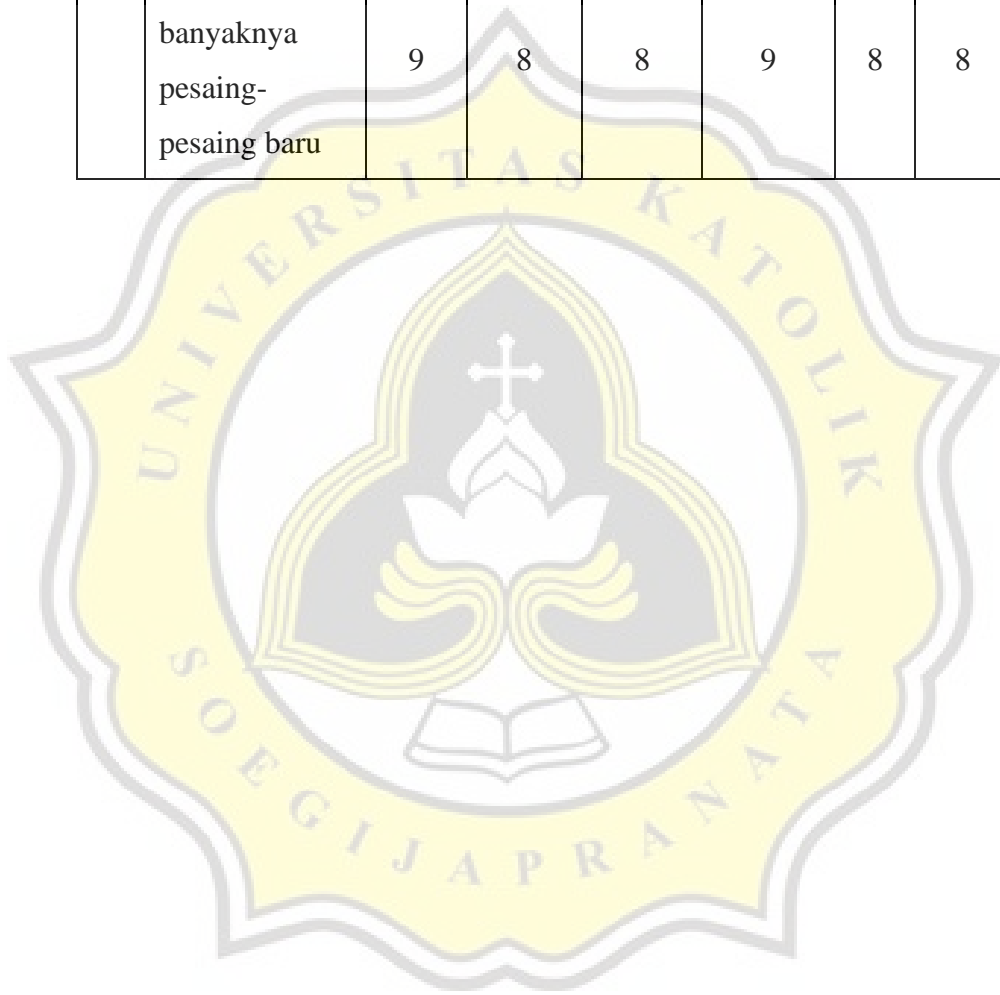 banyaknya
9 8 8 9 8 8
pesaing-
pesaing baru
UNIVERSITAS KATOLIK
SOEGIJAPRANATA